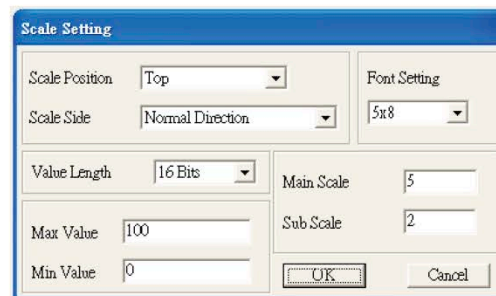 Scale Setting
Scale Position Top
Font Setting
Scale Side Normal Direction
5x8
Value Length 16 Bits
Main Scale 5
Sub Scale 2
Max Value 100
Min Value 0
OK Cancel